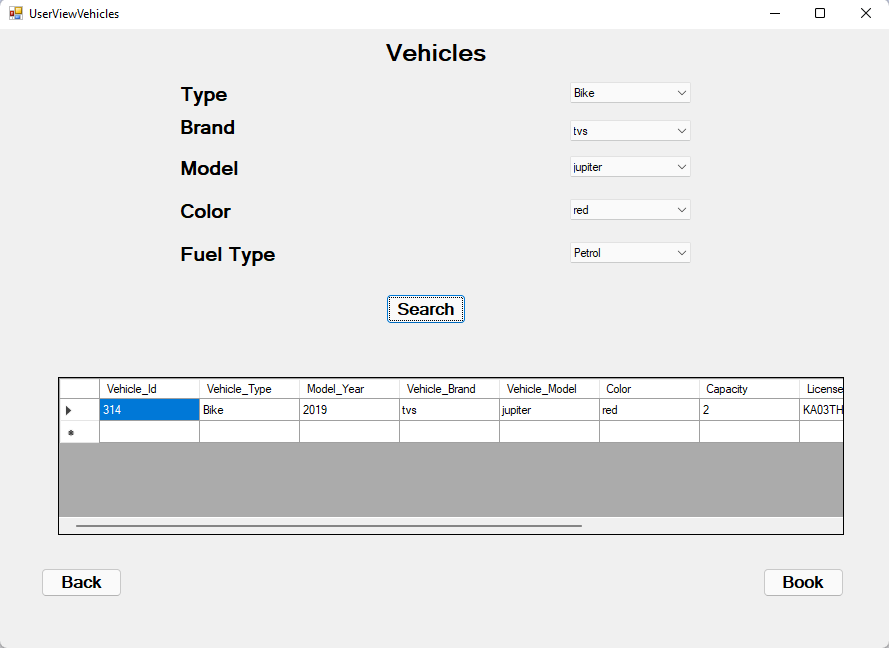 UserViewVehicles
Vehicles
Type Bike
Brand tvs
Model jupiter
Color red
Fuel Type Petrol
Search
Vehicle_Id Vehicle_Type Model_Year Vehicle_Brand Vehicle_Model Color Capacity License
314 Bike 2019 tvs jupiter red 2 KA03TH
Back Book